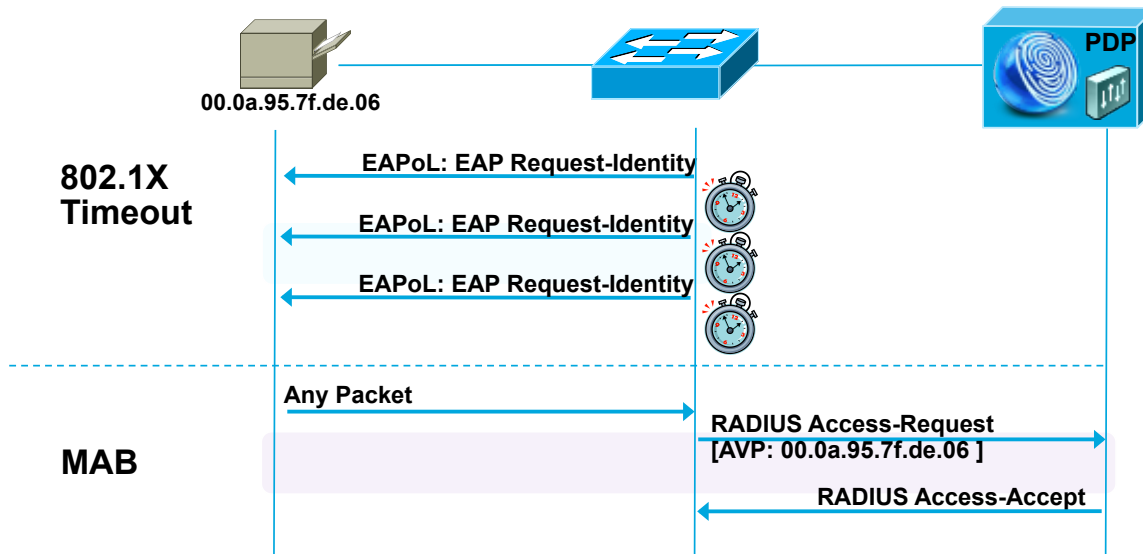 PDP
00.0a.95.7f.de.06
802.1X
Timeout
EAPoL: EAP Request-Identity
EAPoL: EAP Request-Identity
EAPoL: EAP Request-Identity
MAB
Any Packet
RADIUS Access-Request
[AVP: 00.0a.95.7f.de.06 ]
RADIUS Access-Accept